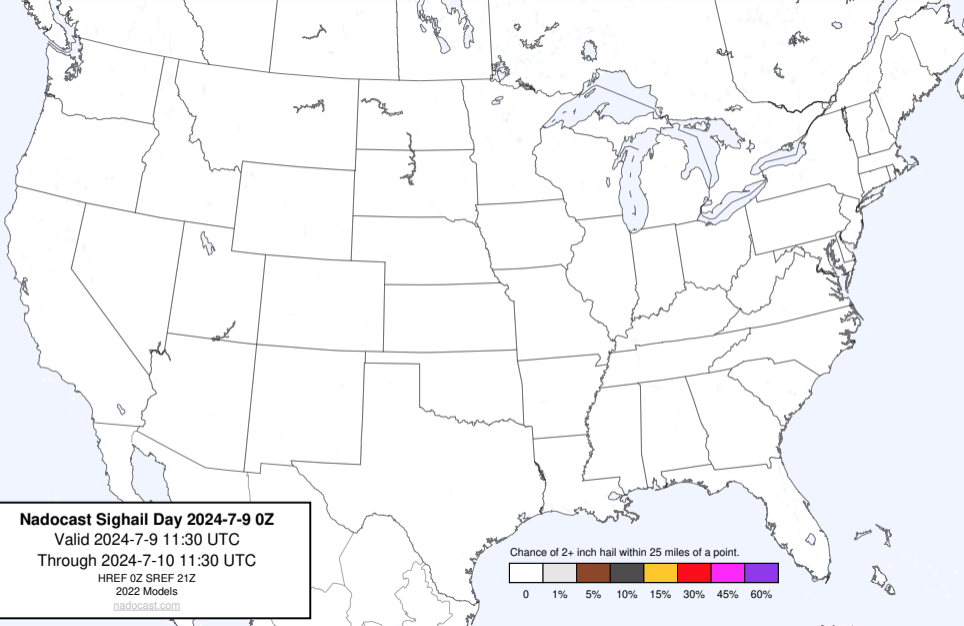 Nadocast Sighail Day 2024-7-9 0Z
Valid 2024-7-9 11:30 UTC
Through 2024-7-10 11:30 UTC
HREF 0Z SREF 21Z
2022 Models
nadocast.com
Chance of 2+ inch hail within 25 miles of a point.
0 1% 5% 10% 15% 30% 45% 60%